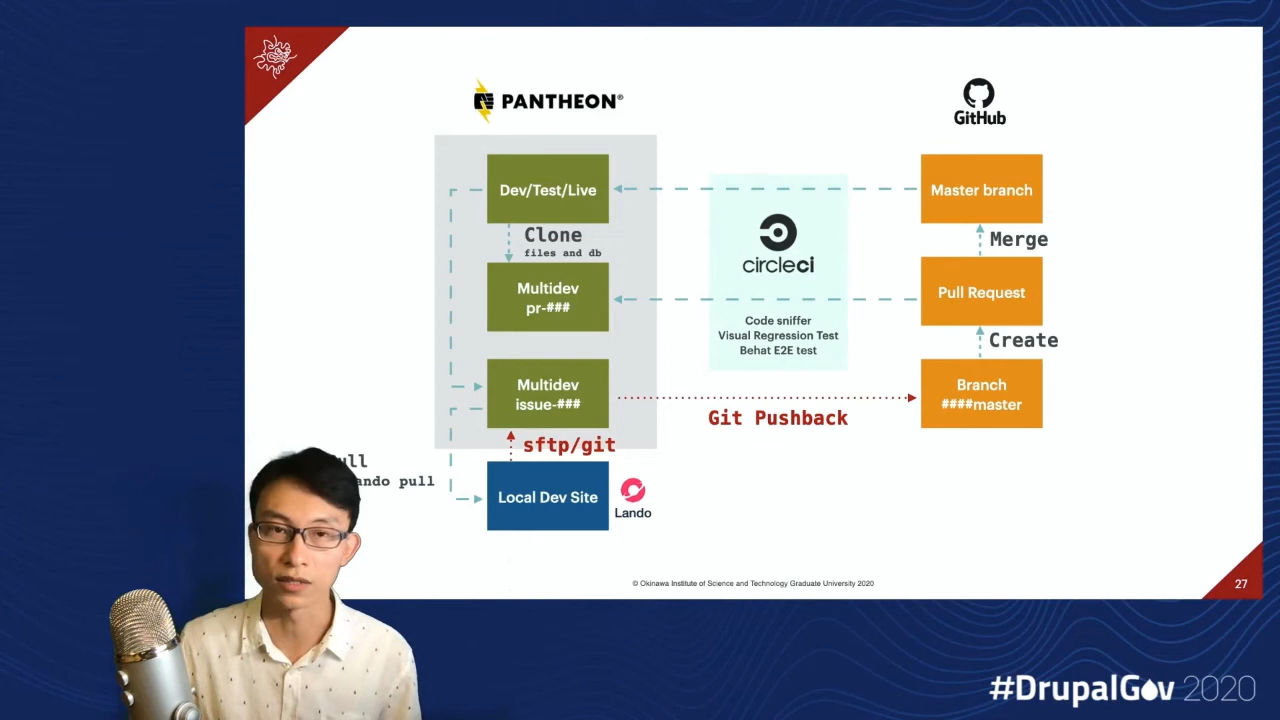 PANTHEON®
GitHub
Dev/Test/Live
Master branch
Clone
files and db
circleci
Merge
Multidev
pr-###
Pull Request
Code sniffer
Visual Regression Test
Behat E2E test
Create
Multidev
issue-###
Branch
####master
Git Pushback
sftp/git
pull
Local Dev Site
Lando
© Okinawa Institute of Science and Technology Graduate University 2020
27
#DrupalGov 2020